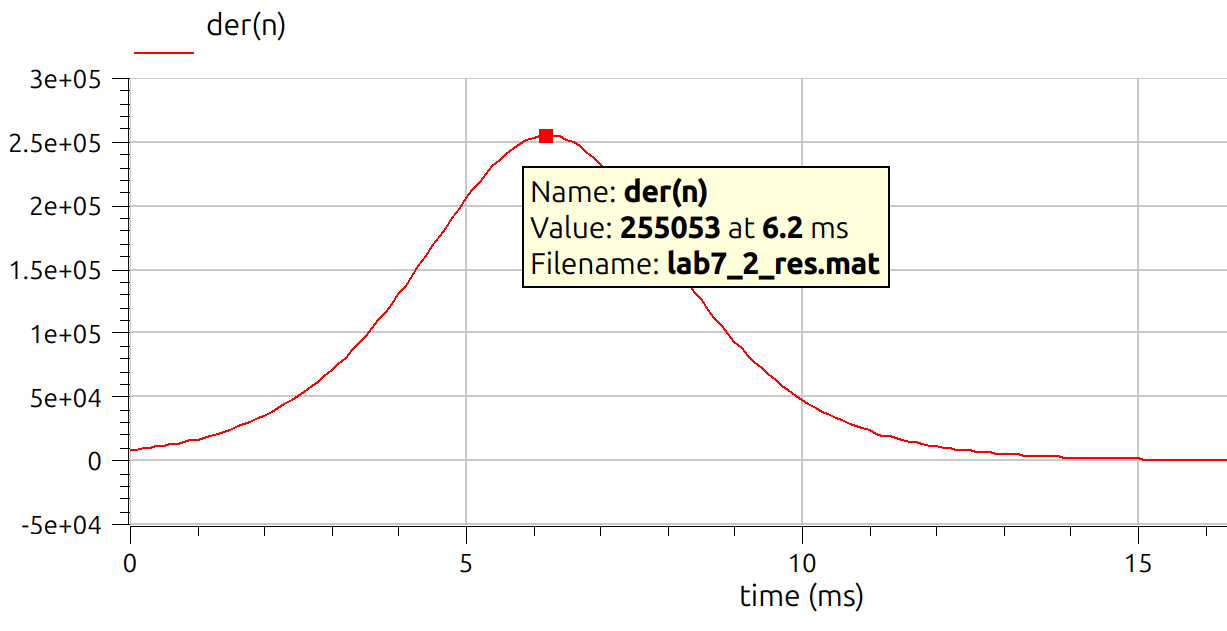 der(n)
3e+05
2.5e+05
2e+05
1.5e+05
1e+05
5e+04
0
-5e+04
Name: der(n)
Value: 255053 at 6.2 ms
Filename: lab7_2_res.mat
0 5 10 15
time (ms)